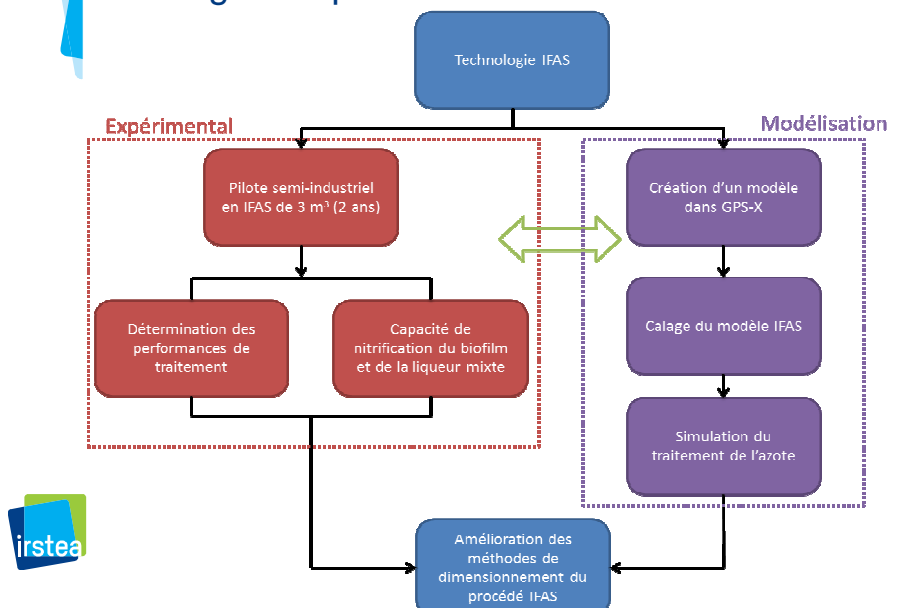 Technologie IFAS
Expérimental
Modélisation
Pilote semi-industriel
en IFAS de 3 m³ (2 ans)
Création d'un modèle
dans GPS-X
Détermination des
performances de
traitement
Capacité de
nitrification du biofilm
et de la liqueur mixte
Calage du modèle IFAS
Simulation du
traitement de l'azote
Amélioration des
méthodes de
dimensionnement du
procédé IFAS
irstea